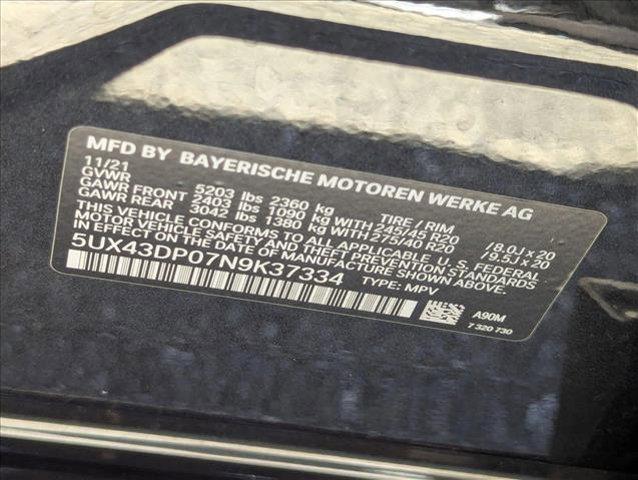 MFD BY BAYERISCHE MOTOREN WERKE AG
11/21
GVWR 5203 lbs 2360 kg TIRE / RIM
GAWR FRONT 2403 lbs 1090 kg WITH 245/45 R20 /8.0J x 20
GAWR REAR 3042 lbs 1380 kg WITH 275/40 R20 /9.5J x 20
THIS VEHICLE CONFORMS TO ALL APPLICABLE U.S. FEDERAL
MOTOR VEHICLE SAFETY AND THEFT PREVENTION STANDARDS
IN EFFECT ON THE DATE OF MANUFACTURE SHOWN ABOVE.
5UX43DP07N9K37334 TYPE: MPV
A90M
7 320 730